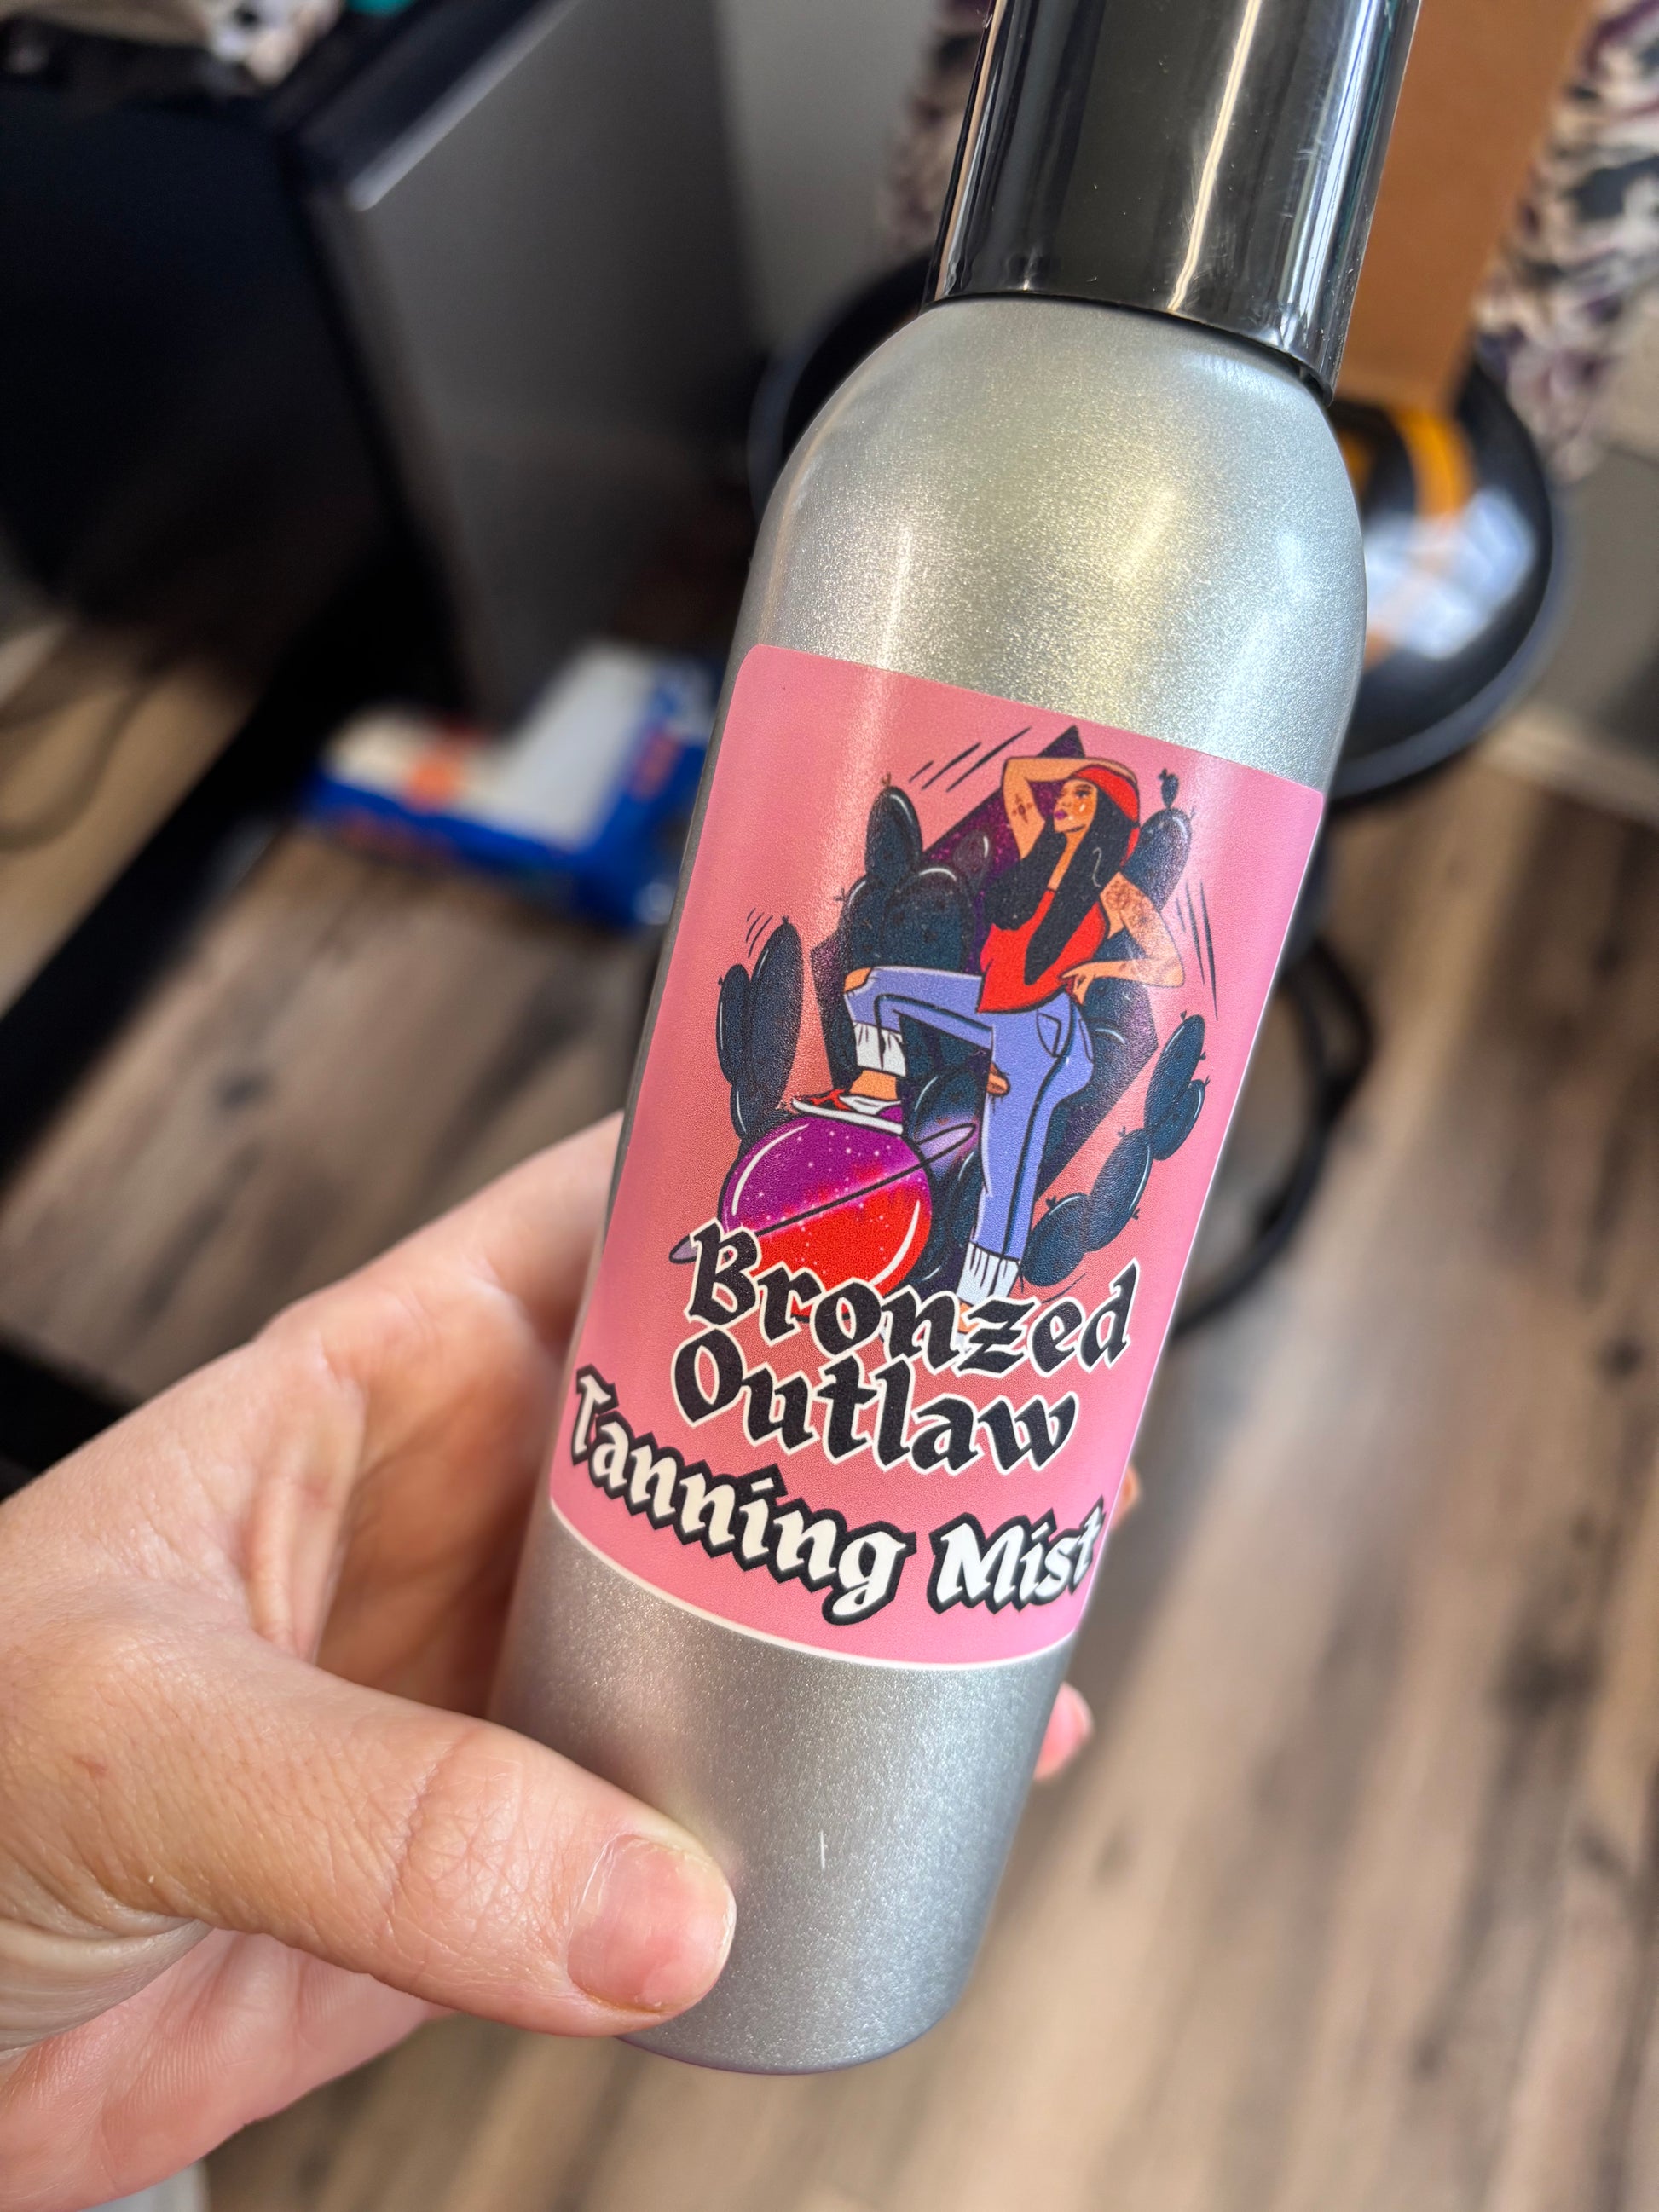 Bronzed
Outlaw
Tanning Mist